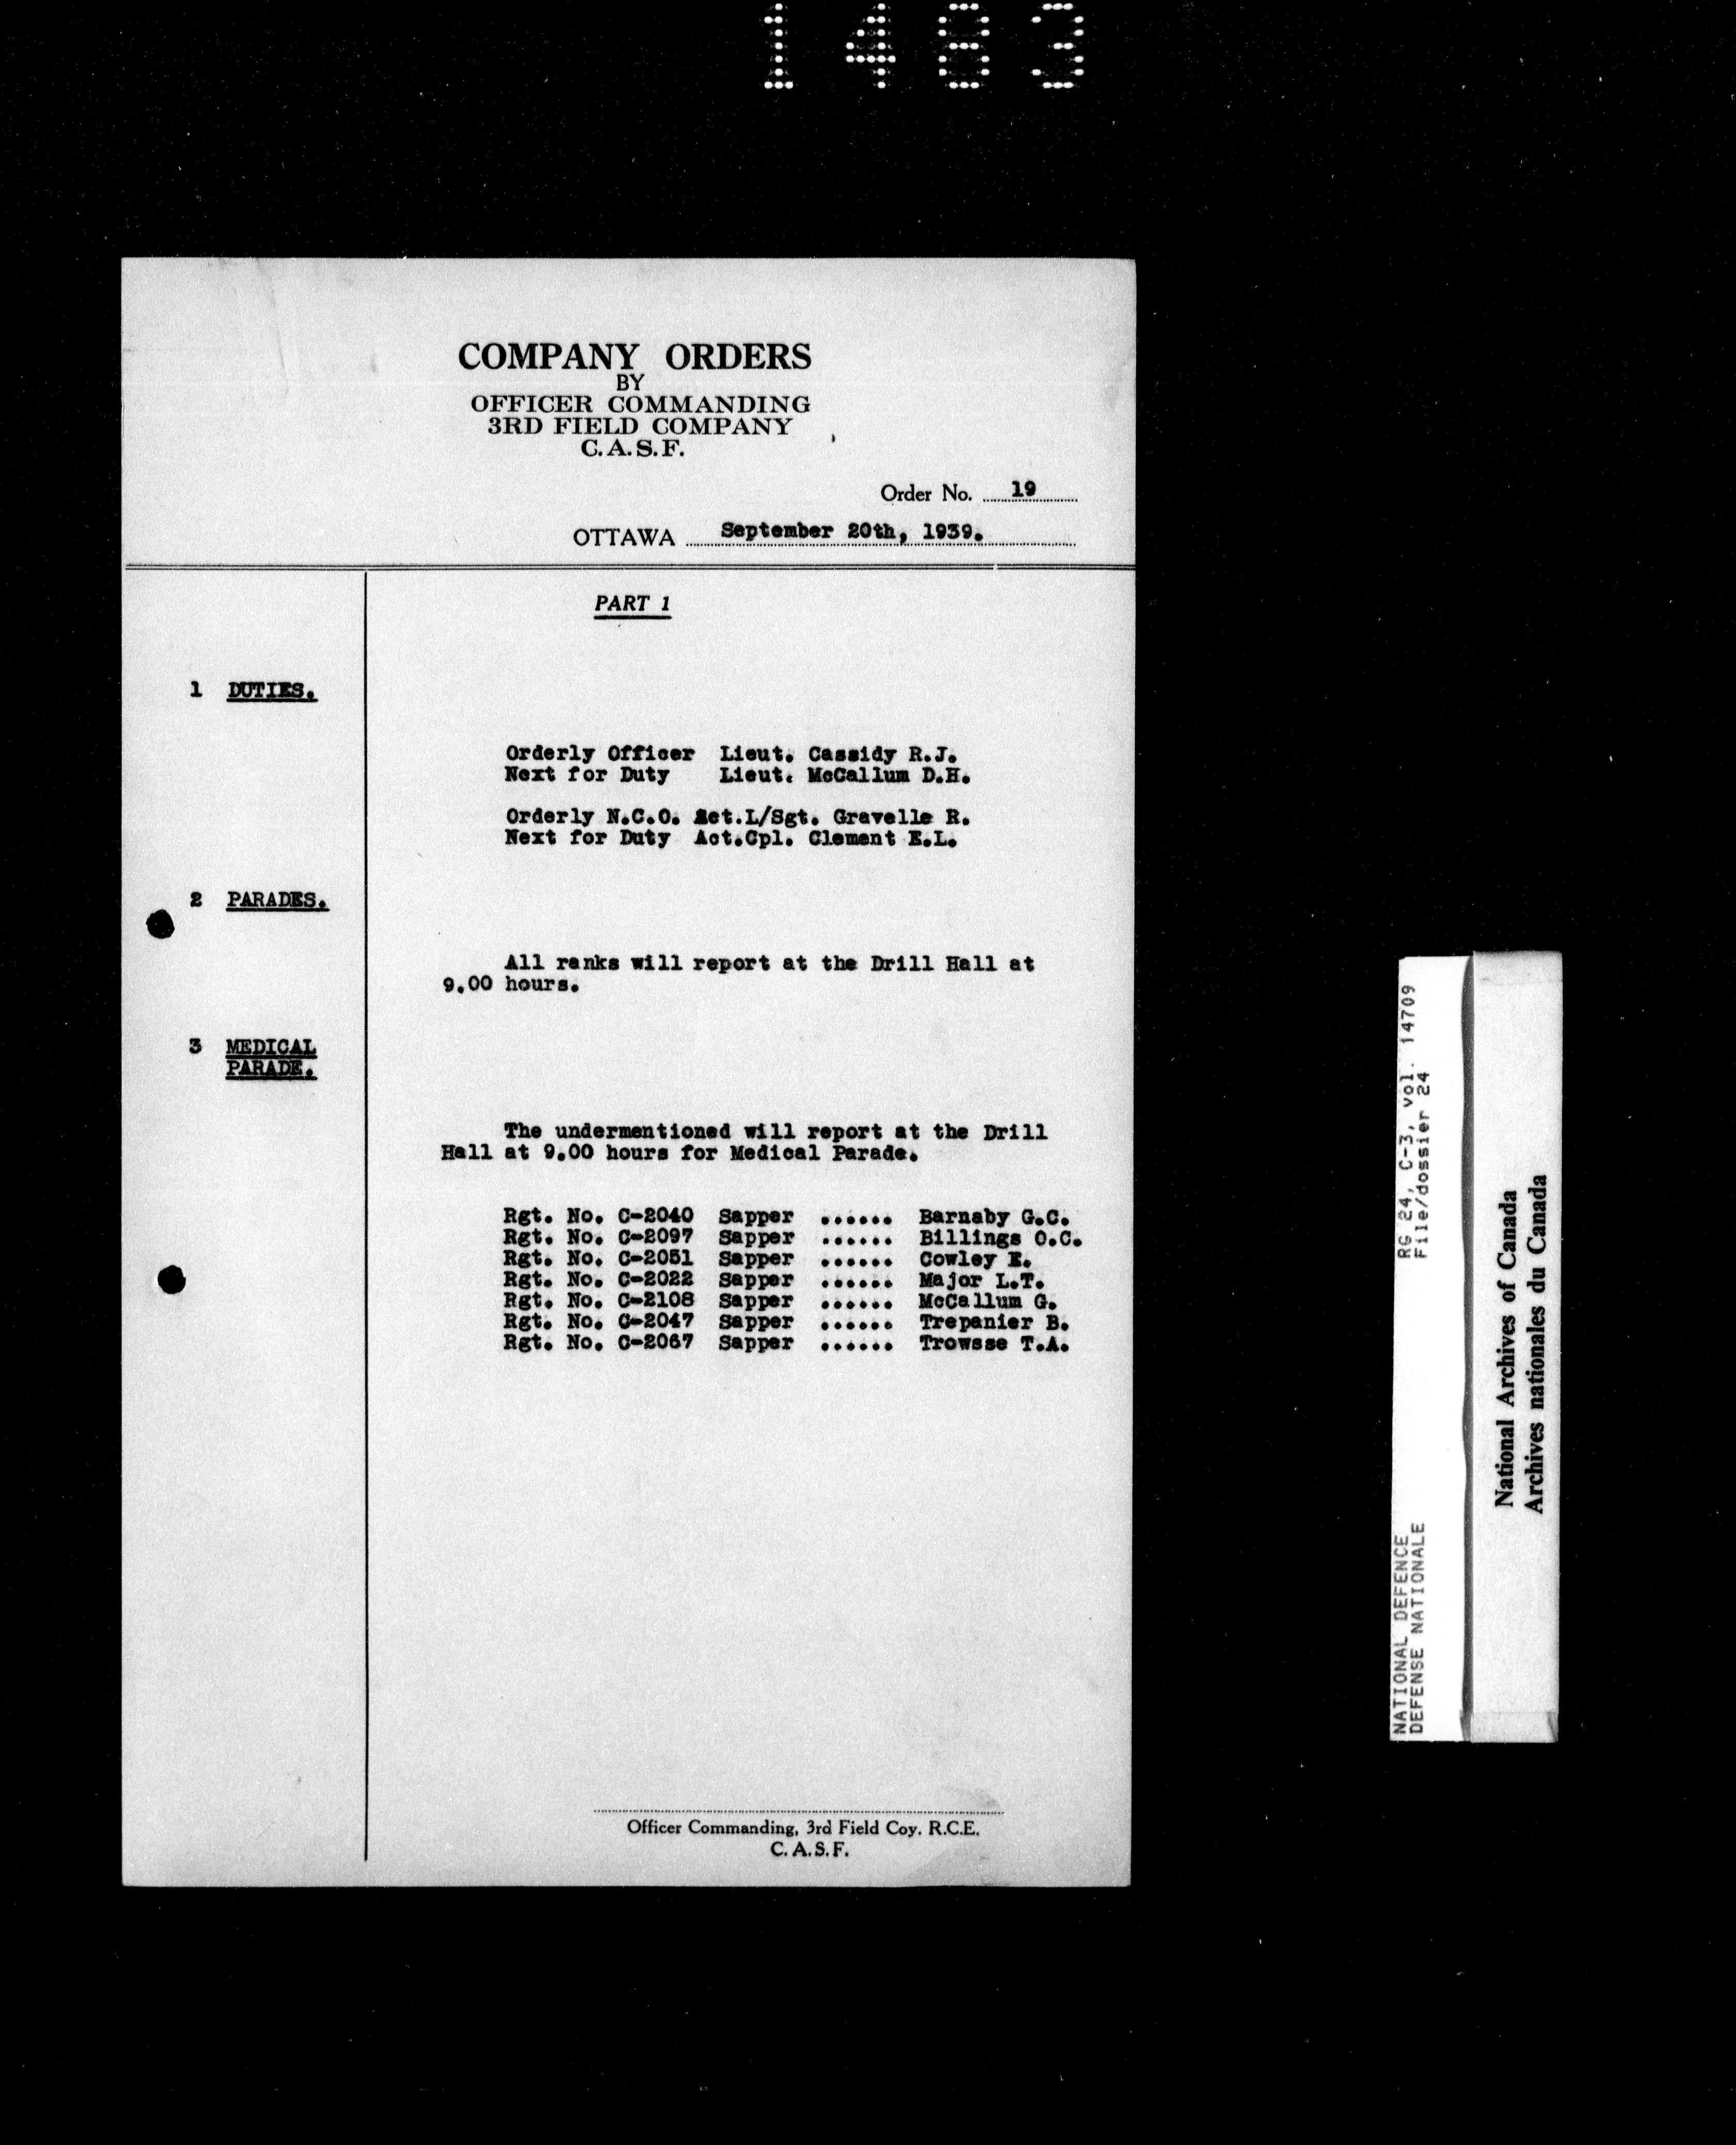 1483
COMPANY ORDERS
BY
OFFICER COMMANDING
3RD FIELD COMPANY
C.A.S.F.
Order No. 19
OTTAWA September 20th, 1939.
PART 1
1 DUTIES.
Orderly Officer Lieut. Cassidy R.J.
Next for Duty Lieut. McCallum D.H.
Orderly N.C.O. Act.L/Sgt. Gravelle R.
Next for Duty Act.Cpl. Clement E.L.
2 PARADES.
All ranks will report at the Drill Hall at
9.00 hours.
3 MEDICAL
PARADE.
The undermentioned will report at the Drill
Hall at 9.00 hours for Medical Parade.
Rgt. No. C-2040 Sapper ...... Barnaby G.C.
Rgt. No. C-2097 Sapper ...... Billings O.C.
Rgt. No. C-2051 Sapper ...... Cowley E.
Rgt. No. C-2022 Sapper ...... Major L.T.
Rgt. No. C-2108 Sapper ...... McCallum G.
Rgt. No. C-2047 Sapper ...... Trepanier B.
Rgt. No. C-2067 Sapper ...... Trowsse T.A.
Officer Commanding, 3rd Field Coy. R.C.E.
C.A.S.F.
NATIONAL DEFENCE RG 24, C-3, vol. 14709
DEFENSE NATIONALE File/dossier 24
National Archives of Canada
Archives nationales du Canada